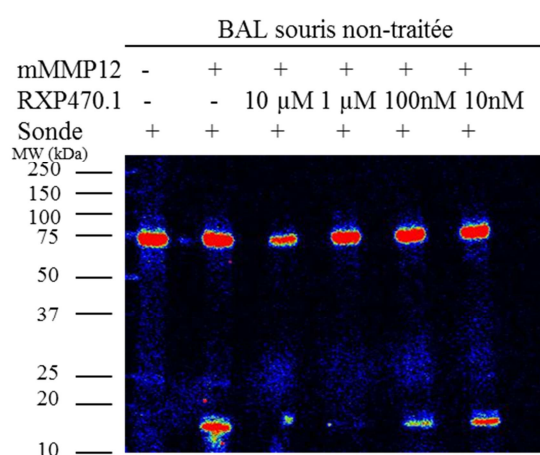 BAL souris non-traitée
mMMP12 - + + + + +
RXP470.1 - - 10 µM 1 µM 100nM 10nM
Sonde + + + + + +
MW (kDa)
250
150
100
75
50
37
25
20
10